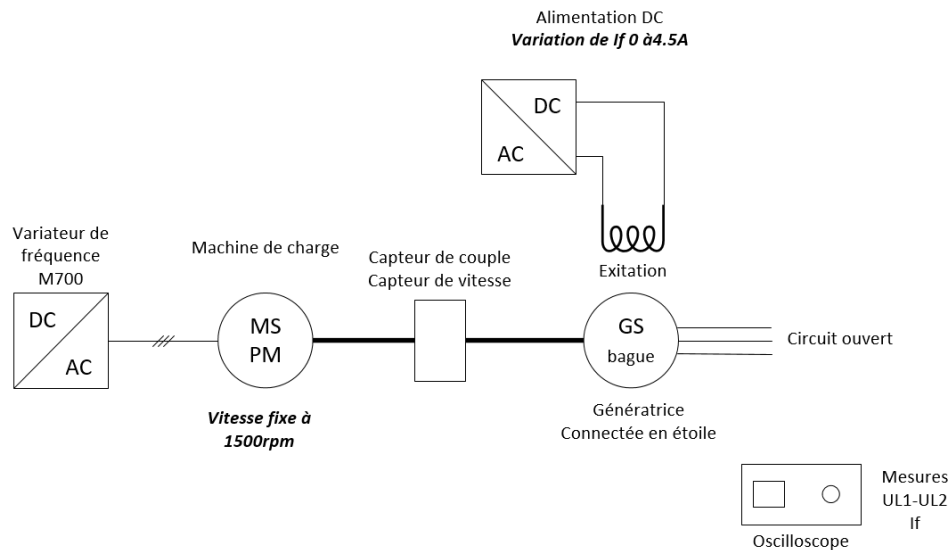 Alimentation DC
Variation de If 0 à4.5A
DC
AC
Exitation
Variateur de
fréquence
M700
DC
AC
Machine de charge
MS
PM
Vitesse fixe à
1500rpm
Capteur de couple
Capteur de vitesse
GS
bague
Génératrice
Connectée en étoile
Circuit ouvert
Mesures
UL1-UL2
If
Oscilloscope